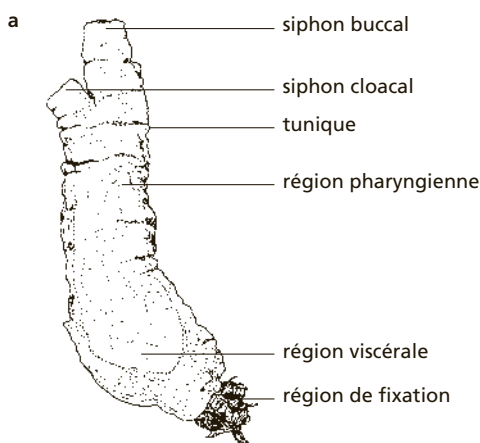 a
siphon buccal
siphon cloacal
tunique
région pharyngienne
région viscérale
région de fixation